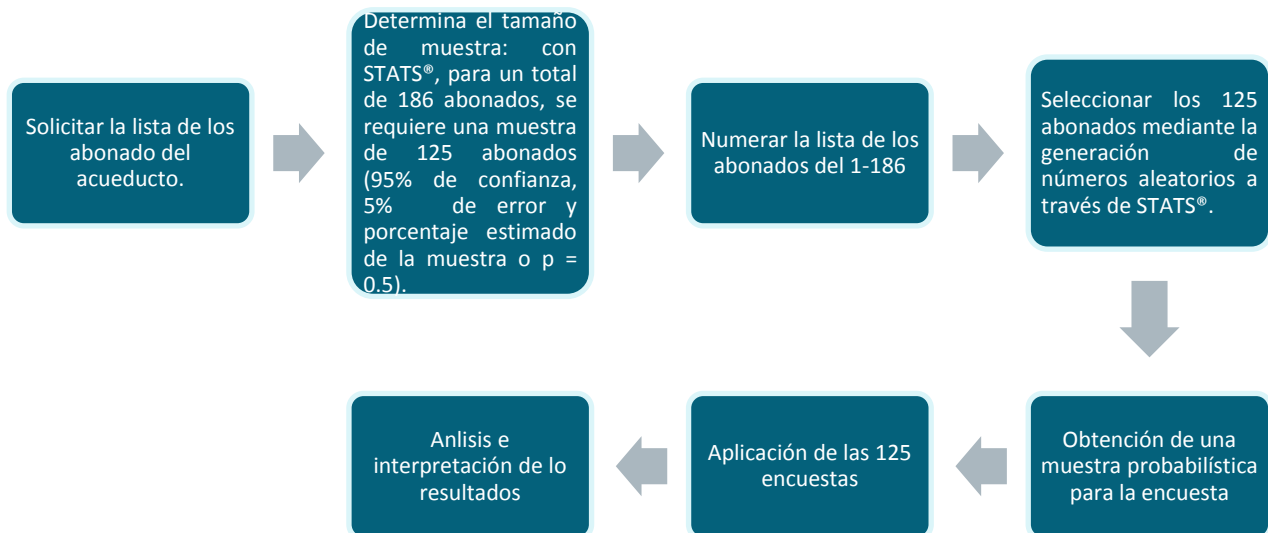 Solicitar la lista de los
abonado del
acueducto.
Determina el tamaño
de muestra: con
STATS®, para un total
de 186 abonados, se
requiere una muestra
de 125 abonados
(95% de confianza,
5% de error y
porcentaje estimado
de la muestra o p =
0.5).
Numerar la lista de los
abonados del 1-186
Seleccionar los 125
abonados mediante la
generación de
números aleatorios a
través de STATS®.
Obtención de una
muestra probabilística
para la encuesta
Aplicación de las 125
encuestas
Anlisis e
interpretación de lo
resultados